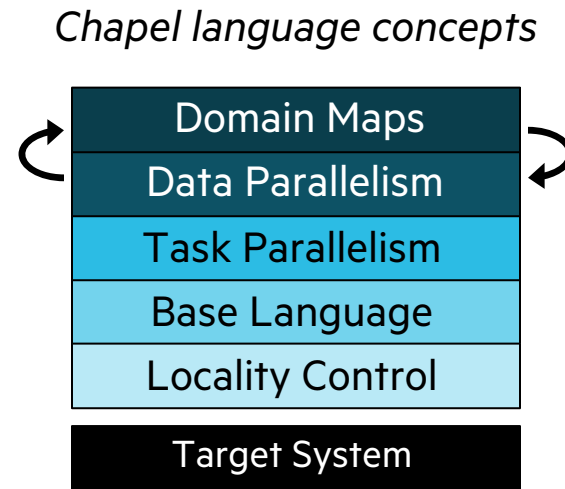 Chapel language concepts
Domain Maps
Data Parallelism
Task Parallelism
Base Language
Locality Control
Target System